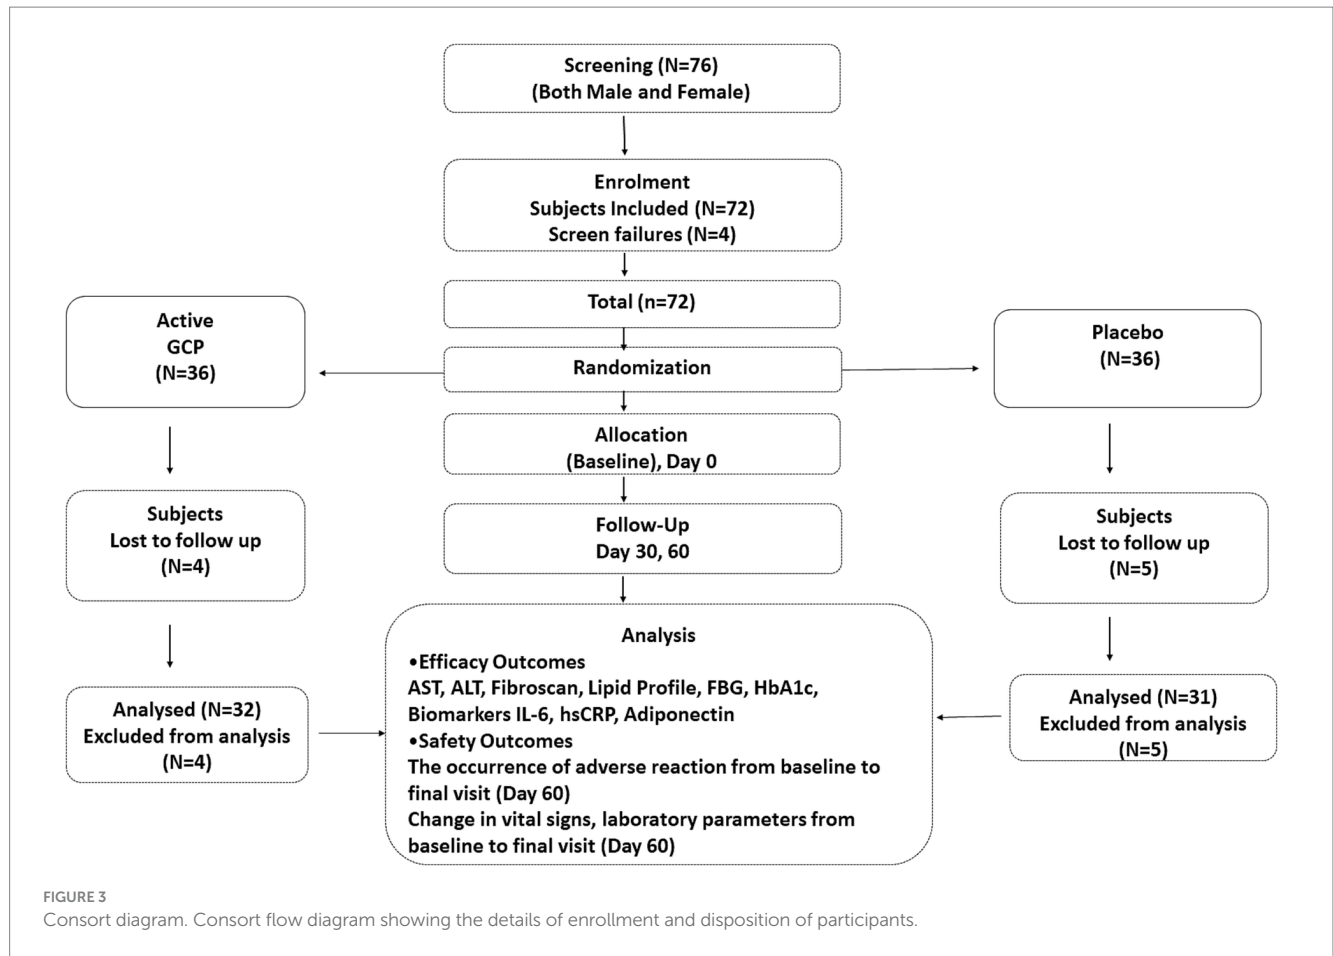 Screening (N=76)
(Both Male and Female)
Enrolment
Subjects Included (N=72)
Screen failures (N=4)
Total (n=72)
Randomization
Active
GCP
(N=36)
Placebo
(N=36)
Allocation
(Baseline), Day 0
Follow-Up
Day 30, 60
Subjects
Lost to follow up
(N=4)
Subjects
Lost to follow up
(N=5)
Analysed (N=32)
Excluded from analysis
(N=4)
Analysed (N=31)
Excluded from analysis
(N=5)
Analysis
•Efficacy Outcomes
AST, ALT, Fibroscan, Lipid Profile, FBG, HbA1c,
Biomarkers IL-6, hsCRP, Adiponectin
•Safety Outcomes
The occurrence of adverse reaction from baseline to
final visit (Day 60)
Change in vital signs, laboratory parameters from
baseline to final visit (Day 60)
FIGURE 3
Consort diagram. Consort flow diagram showing the details of enrollment and disposition of participants.